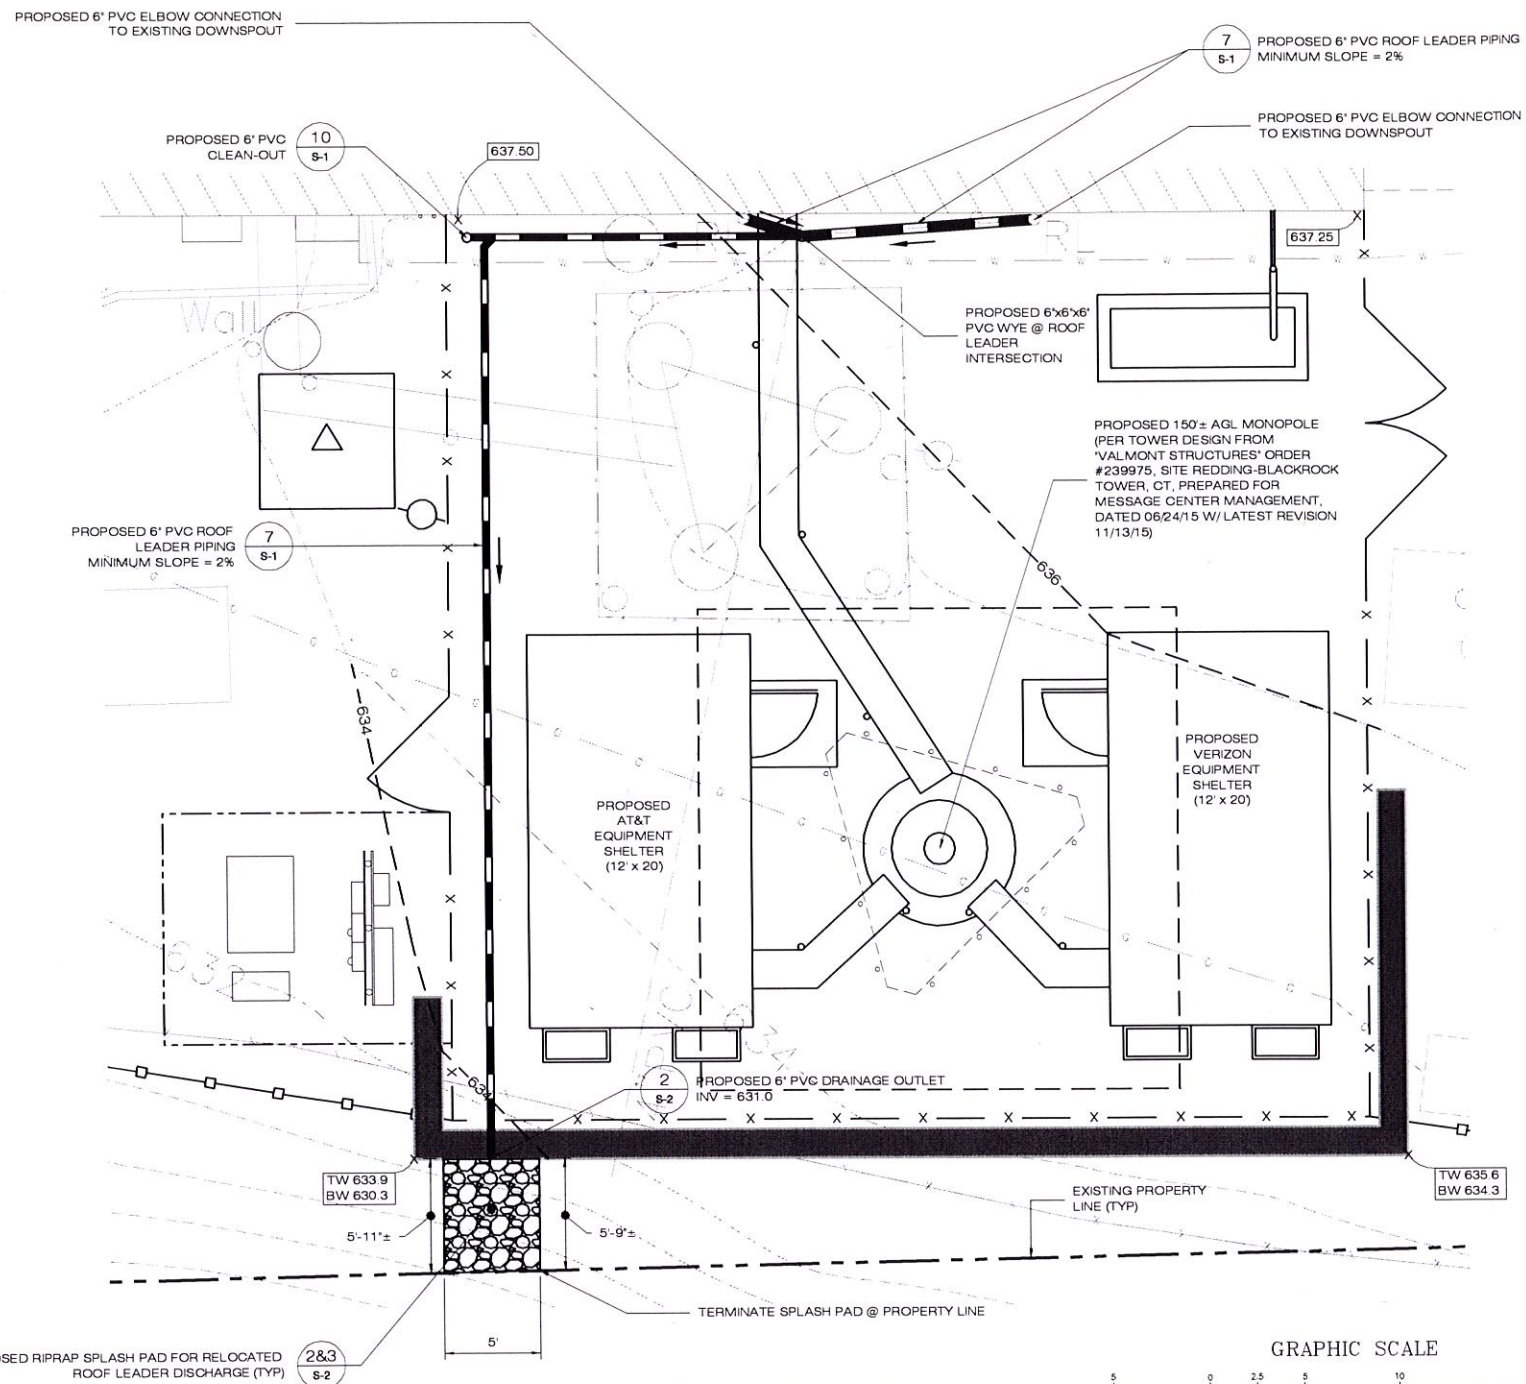 PROPOSED 6" PVC ELBOW CONNECTION
TO EXISTING DOWNSPOUT
7
S-1
PROPOSED 6" PVC ROOF LEADER PIPING
MINIMUM SLOPE = 2%
PROPOSED 6" PVC ELBOW CONNECTION
TO EXISTING DOWNSPOUT
PROPOSED 6" PVC
CLEAN-OUT
10
S-1
637.50
637.25
RL
Wall
PROPOSED 6"x6"x6"
PVC WYE @ ROOF
LEADER
INTERSECTION
PROPOSED 150'± AGL MONOPOLE
(PER TOWER DESIGN FROM
"VALMONT STRUCTURES" ORDER
#239975, SITE REDDING-BLACKROCK
TOWER, CT, PREPARED FOR
MESSAGE CENTER MANAGEMENT,
DATED 06/24/15 W/ LATEST REVISION
11/13/15)
PROPOSED 6" PVC ROOF
LEADER PIPING
MINIMUM SLOPE = 2%
7
S-1
636
634
PROPOSED
AT&T
EQUIPMENT
SHELTER
(12' x 20')
PROPOSED
VERIZON
EQUIPMENT
SHELTER
(12' x 20')
632
634
634
2
S-2
PROPOSED 6" PVC DRAINAGE OUTLET
INV = 631.0
TW 633.9
BW 630.3
TW 635.6
BW 634.3
5'-11"±
5'-9"±
EXISTING PROPERTY
LINE (TYP)
TERMINATE SPLASH PAD @ PROPERTY LINE
5'
OSED RIPRAP SPLASH PAD FOR RELOCATED
ROOF LEADER DISCHARGE (TYP)
2&3
S-2
GRAPHIC SCALE
5 0 2.5 5 10